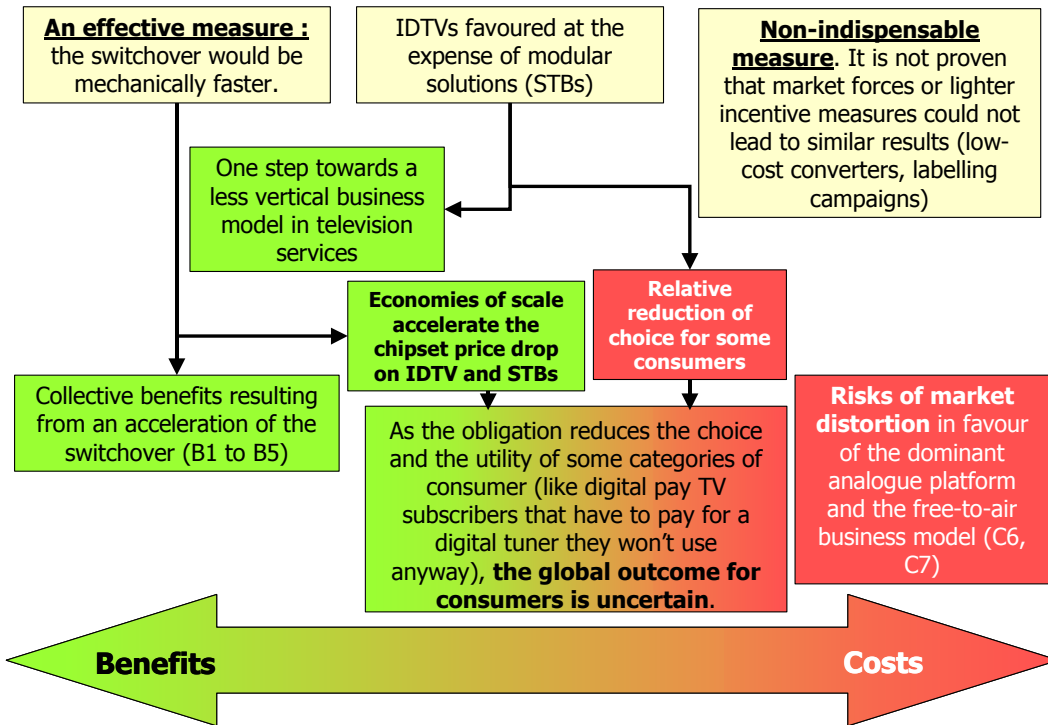 An effective measure :
the switchover would be
mechanically faster.
IDTVs favoured at the
expense of modular
solutions (STBs)
Non-indispensable
measure. It is not proven
that market forces or lighter
incentive measures could not
lead to similar results (low-
cost converters, labelling
campaigns)
One step towards a
less vertical business
model in television
services
Economies of scale
accelerate the
chipset price drop
on IDTV and STBs
Relative
reduction of
choice for some
consumers
Collective benefits resulting
from an acceleration of the
switchover (B1 to B5)
As the obligation reduces the choice
and the utility of some categories of
consumer (like digital pay TV
subscribers that have to pay for a
digital tuner they won't use
anyway), the global outcome for
consumers is uncertain.
Risks of market
distortion in favour
of the dominant
analogue platform
and the free-to-air
business model (C6,
C7)
Benefits
Costs